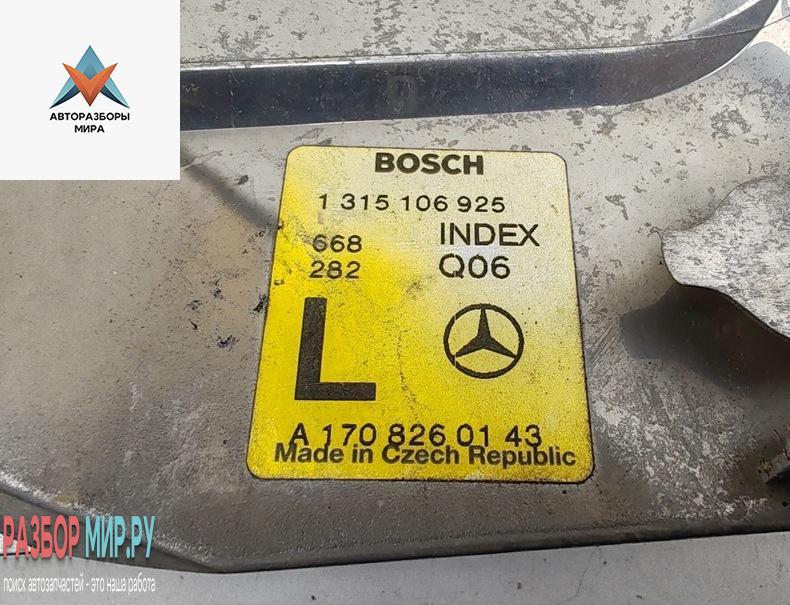 АВТОРАЗБОРЫ
МИРА
BOSCH
1 315 106 925
668 INDEX
282 Q06
L
A 170 826 01 43
Made in Czech Republic
РАЗБОР МИР.РУ
поиск автозапчастей - это наша работа